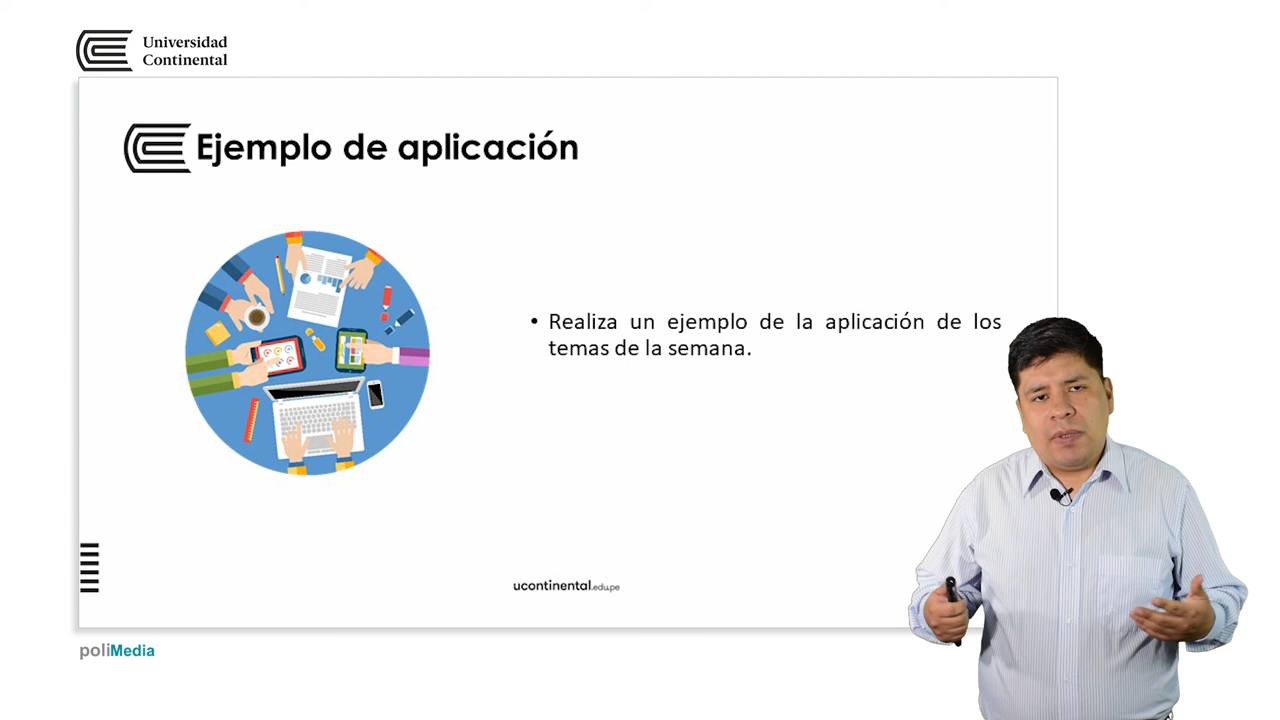 Universidad
Continental
Ejemplo de aplicación
• Realiza un ejemplo de la aplicación de los
temas de la semana.
ucontinental.edu.pe
poliMedia